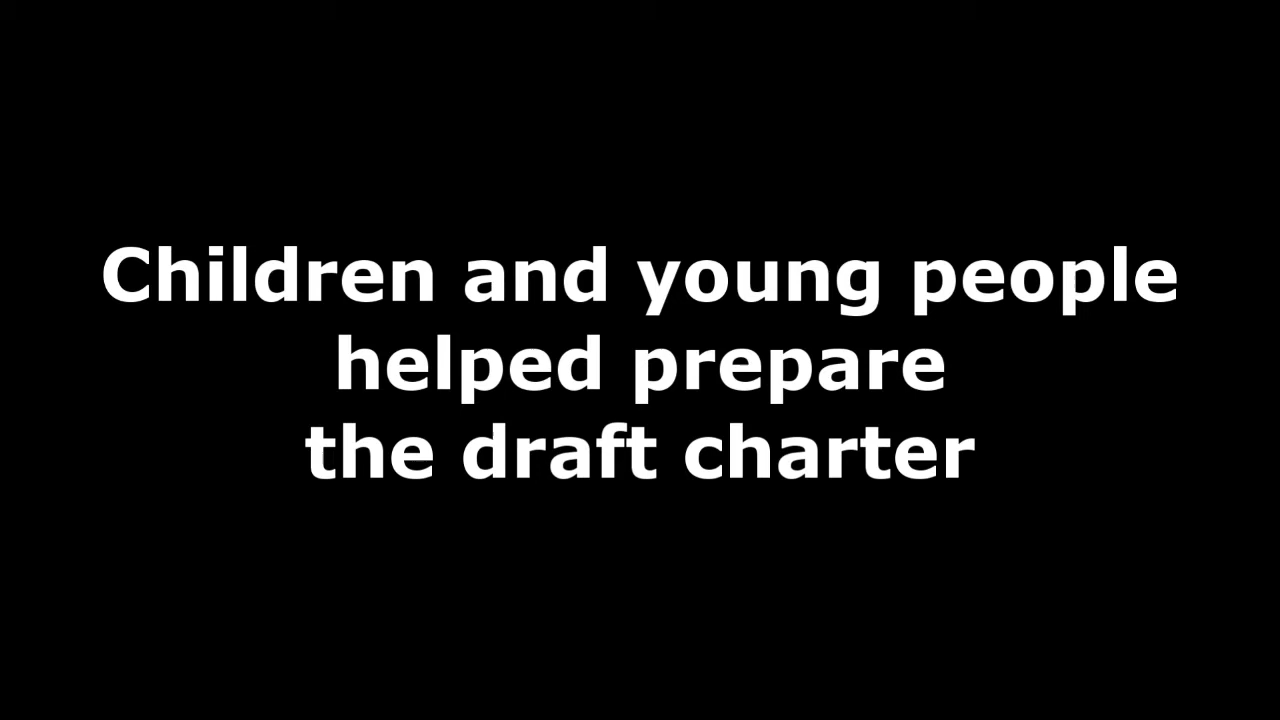 Children and young people
helped prepare
the draft charter